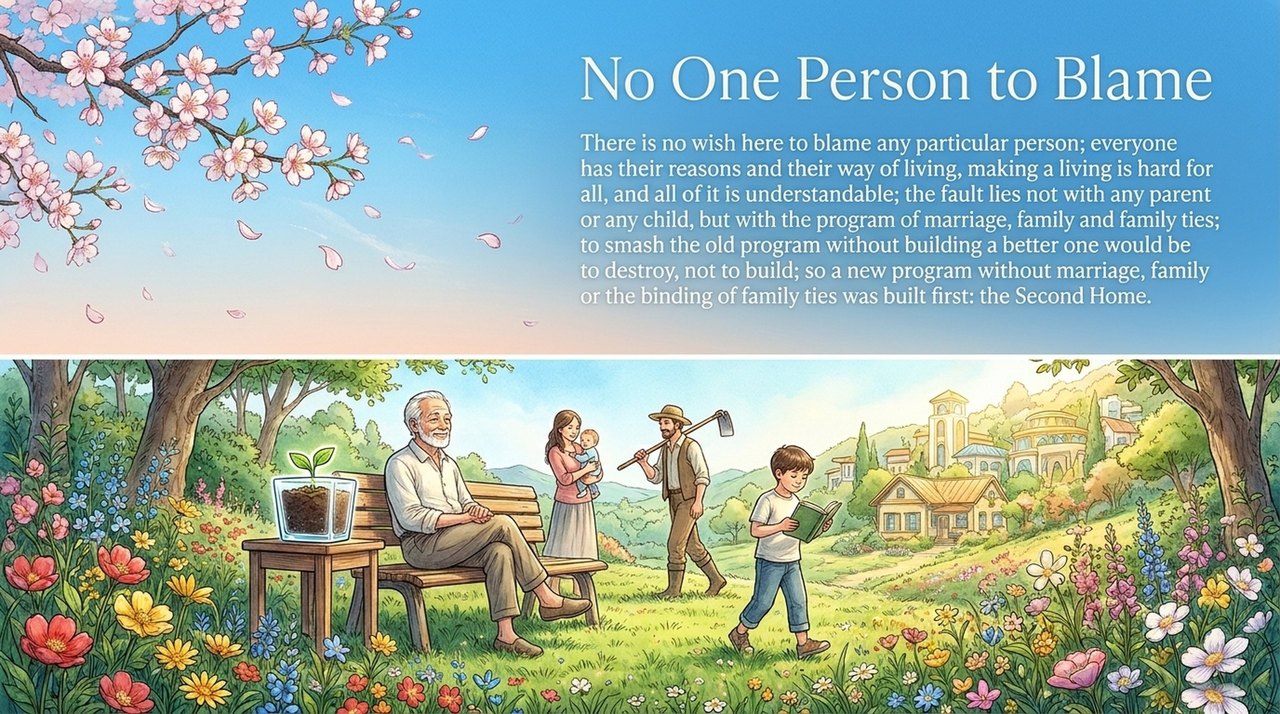 No One Person to Blame
There is no wish here to blame any particular person; everyone
has their reasons and their way of living, making a living is hard for
all, and all of it is understandable; the fault lies not with any parent
or any child, but with the program of marriage, family and family ties;
to smash the old program without building a better one would be
to destroy, not to build; so a new program without marriage, family
or the binding of family ties was built first: the Second Home.